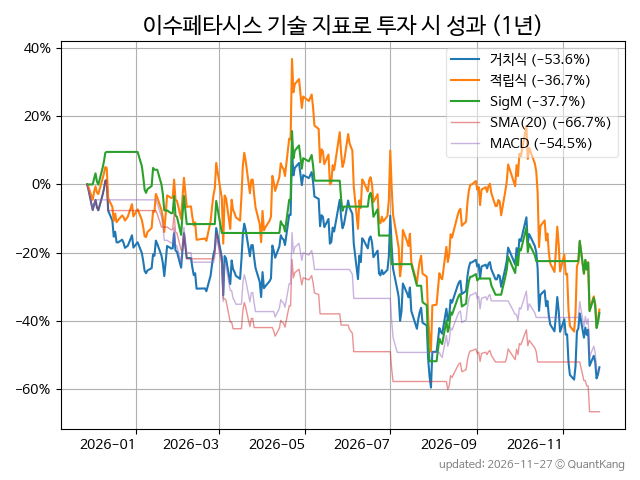 이수페타시스 기술 지표로 투자 시 성과 (1년)
거치식 (−53.6%)
적립식 (−36.7%)
SigM (−37.7%)
SMA(20) (−66.7%)
MACD (−54.5%)
40%
20%
0%
−20%
−40%
−60%
2026-01 2026-03 2026-05 2026-07 2026-09 2026-11
updated: 2026-11-27 © QuantKang